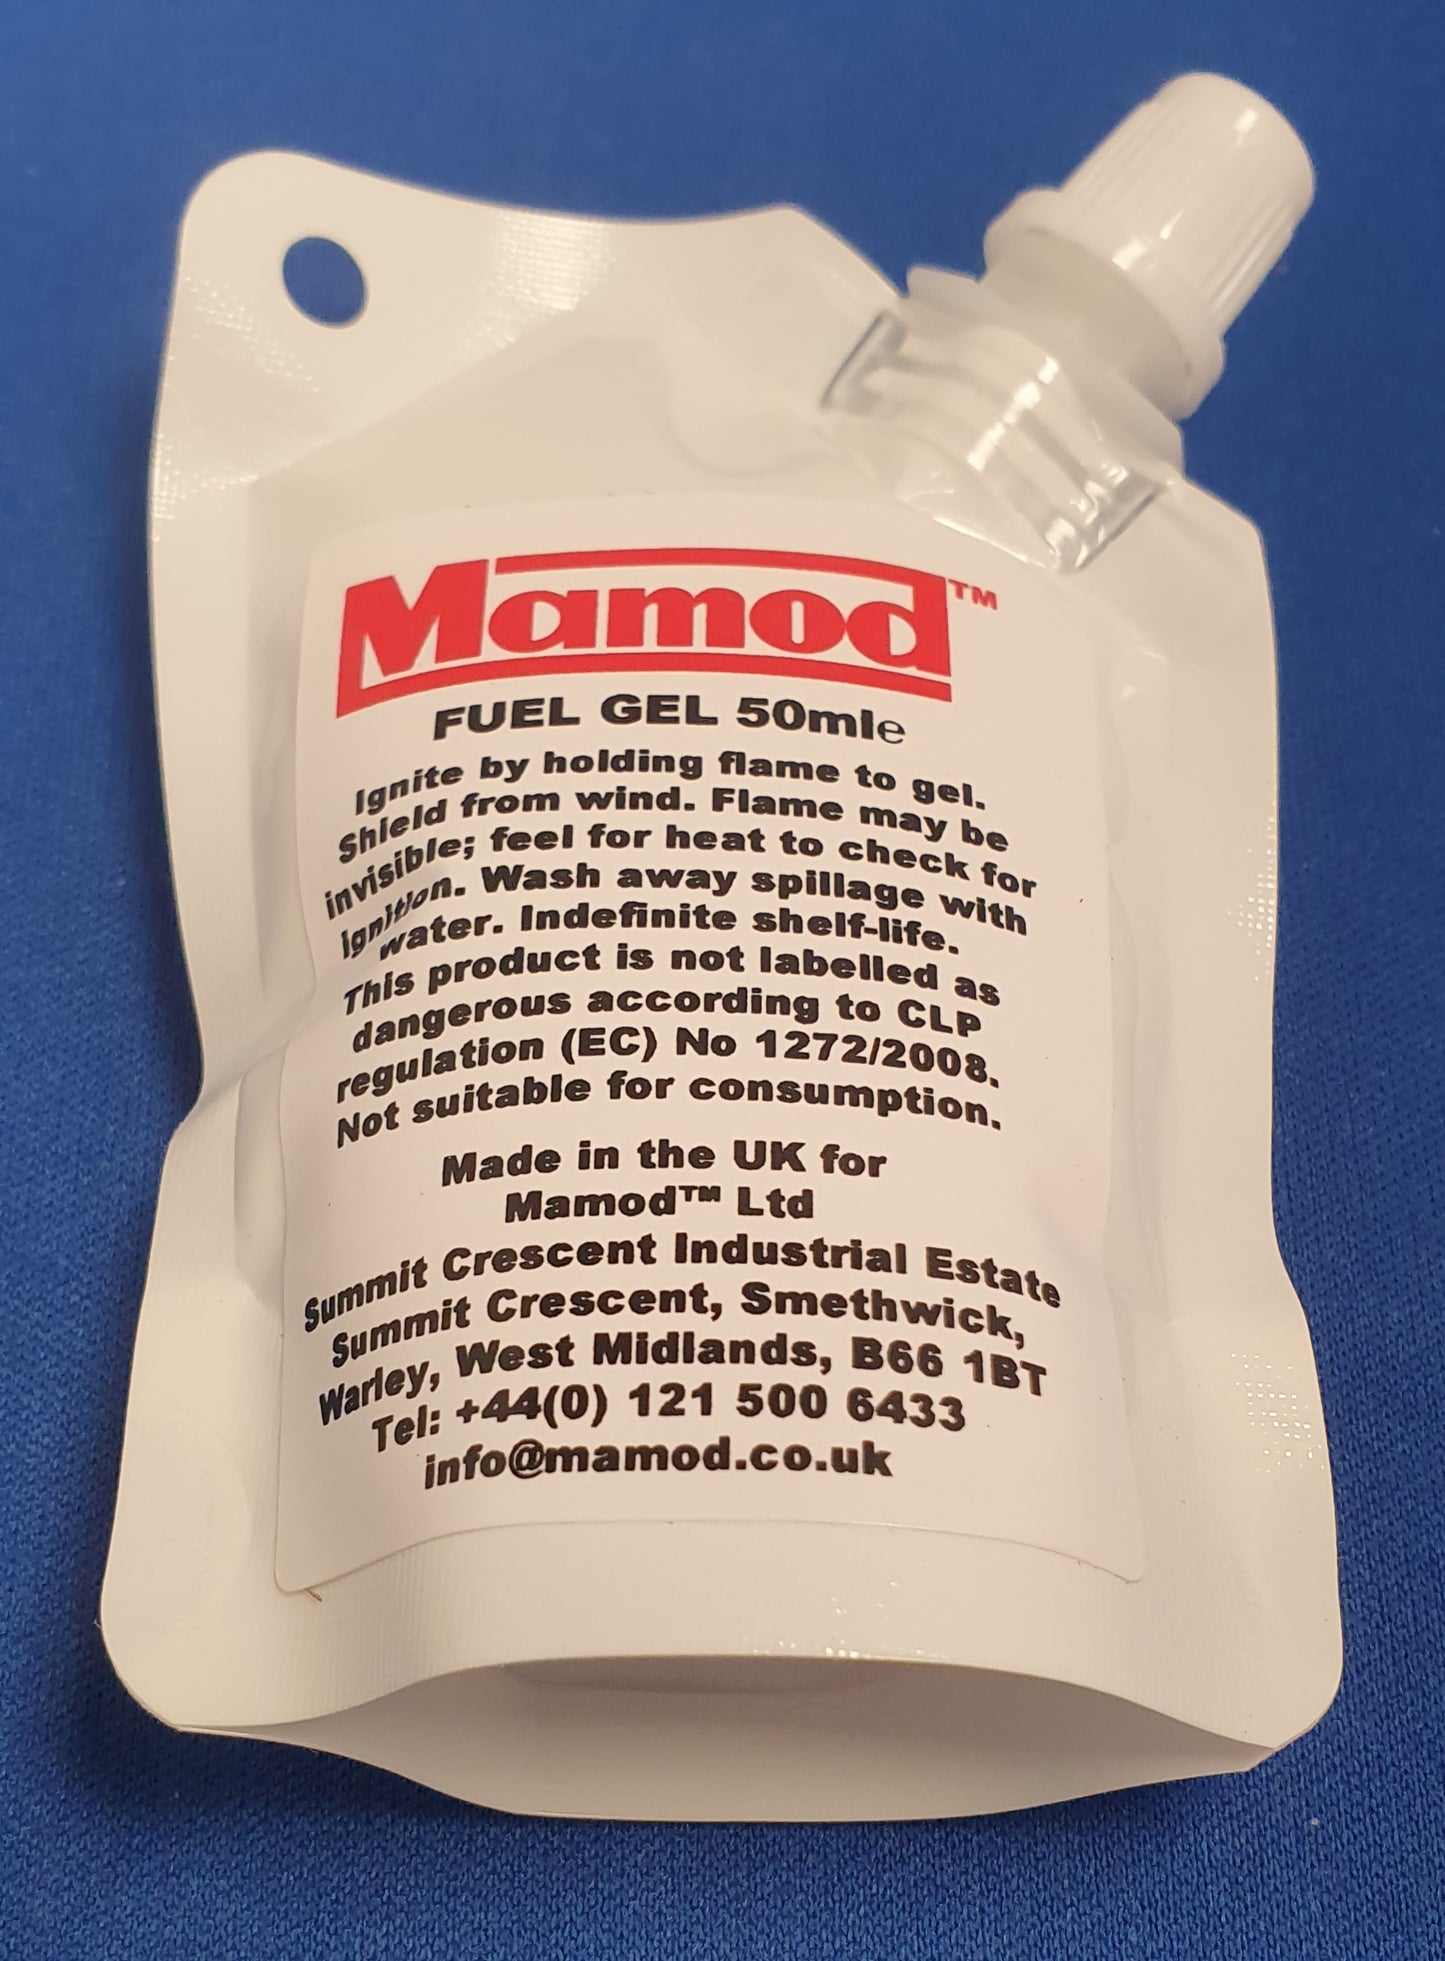 Mamod™
FUEL GEL 50ml℮
Ignite by holding flame to gel.
Shield from wind. Flame may be
invisible; feel for heat to check for
ignition. Wash away spillage with
water. Indefinite shelf-life.
This product is not labelled as
dangerous according to CLP
regulation (EC) No 1272/2008.
Not suitable for consumption.
Made in the UK for
Mamod™ Ltd
Summit Crescent Industrial Estate
Summit Crescent, Smethwick,
Warley, West Midlands, B66 1BT
Tel: +44(0) 121 500 6433
info@mamod.co.uk